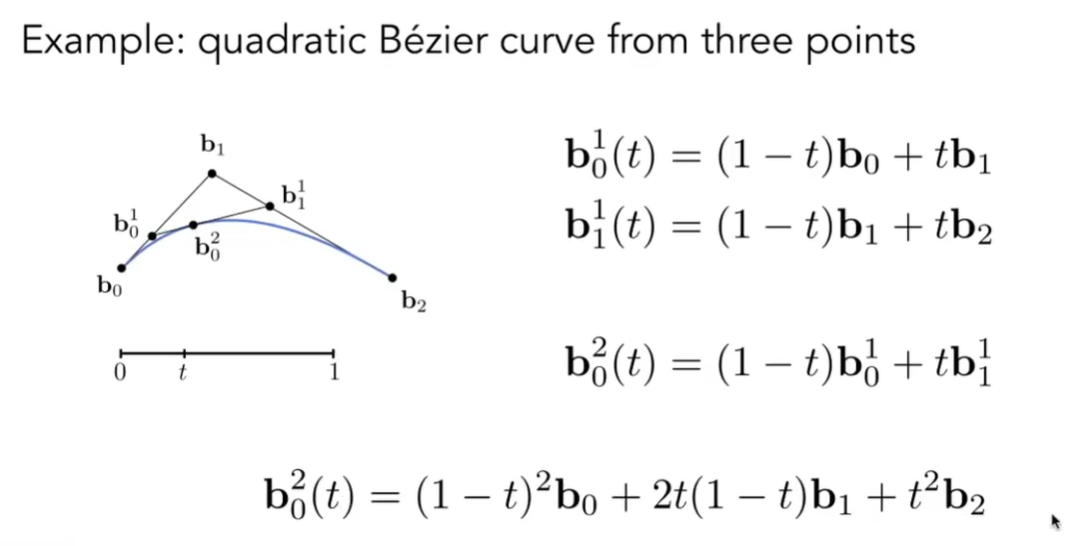 Example: quadratic Bézier curve from three points
b₁
b₁¹
b₀¹
b₀²
b₀
b₂
0 t 1
b₀¹(t) = (1 − t)b₀ + tb₁
b₁¹(t) = (1 − t)b₁ + tb₂
b₀²(t) = (1 − t)b₀¹ + tb₁¹
b₀²(t) = (1 − t)²b₀ + 2t(1 − t)b₁ + t²b₂